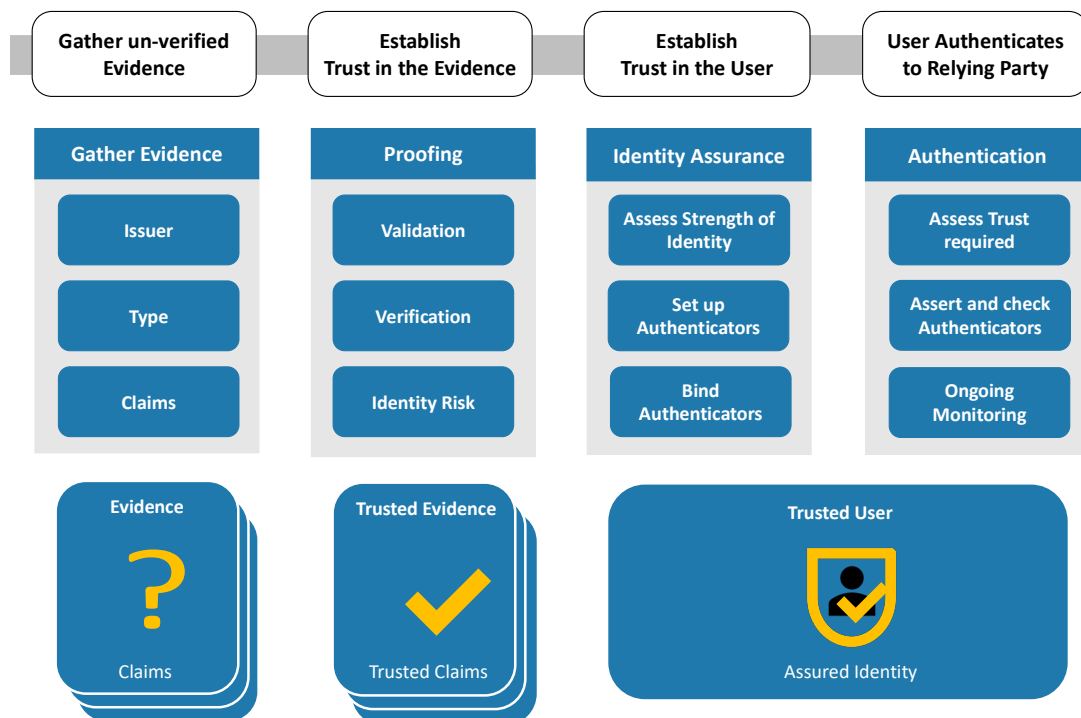 Gather un-verified
Evidence
Establish
Trust in the Evidence
Establish
Trust in the User
User Authenticates
to Relying Party
Gather Evidence
Issuer
Type
Claims
Proofing
Validation
Verification
Identity Risk
Identity Assurance
Assess Strength of
Identity
Set up
Authenticators
Bind
Authenticators
Authentication
Assess Trust
required
Assert and check
Authenticators
Ongoing
Monitoring
Evidence
?
Claims
Trusted Evidence
Trusted Claims
Trusted User
Assured Identity